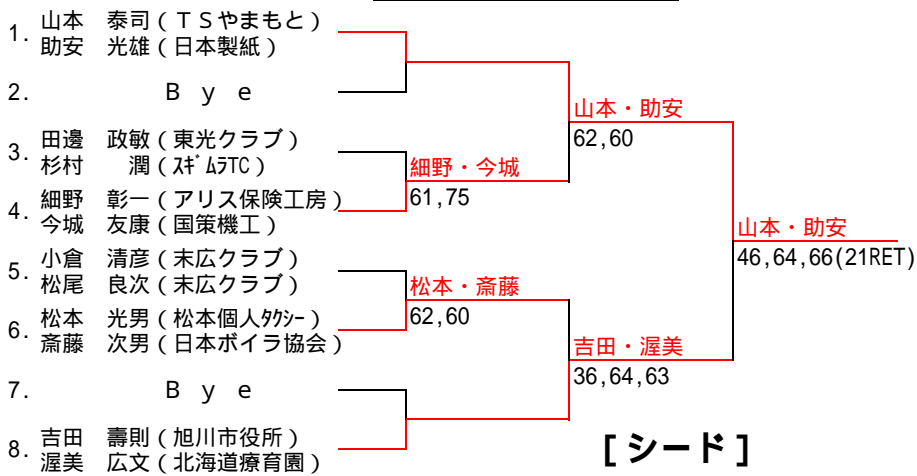 1. 山本　泰司（ＴＳやまもと）
助安　光雄（日本製紙）
2. Ｂｙｅ
山本・助安
62,60
3. 田邊　政敏（東光クラブ）
杉村　潤（ｽｷﾞﾑﾗTC）
細野・今城
61,75
4. 細野　彰一（アリス保険工房）
今城　友康（国策機工）
山本・助安
46,64,66(21RET)
5. 小倉　清彦（末広クラブ）
松尾　良次（末広クラブ）
松本・斎藤
62,60
6. 松本　光男（松本個人ﾀｸｼｰ）
斎藤　次男（日本ボイラ協会）
吉田・渥美
36,64,63
7. Ｂｙｅ
8. 吉田　壽則（旭川市役所）
渥美　広文（北海道療育園）
［シード］